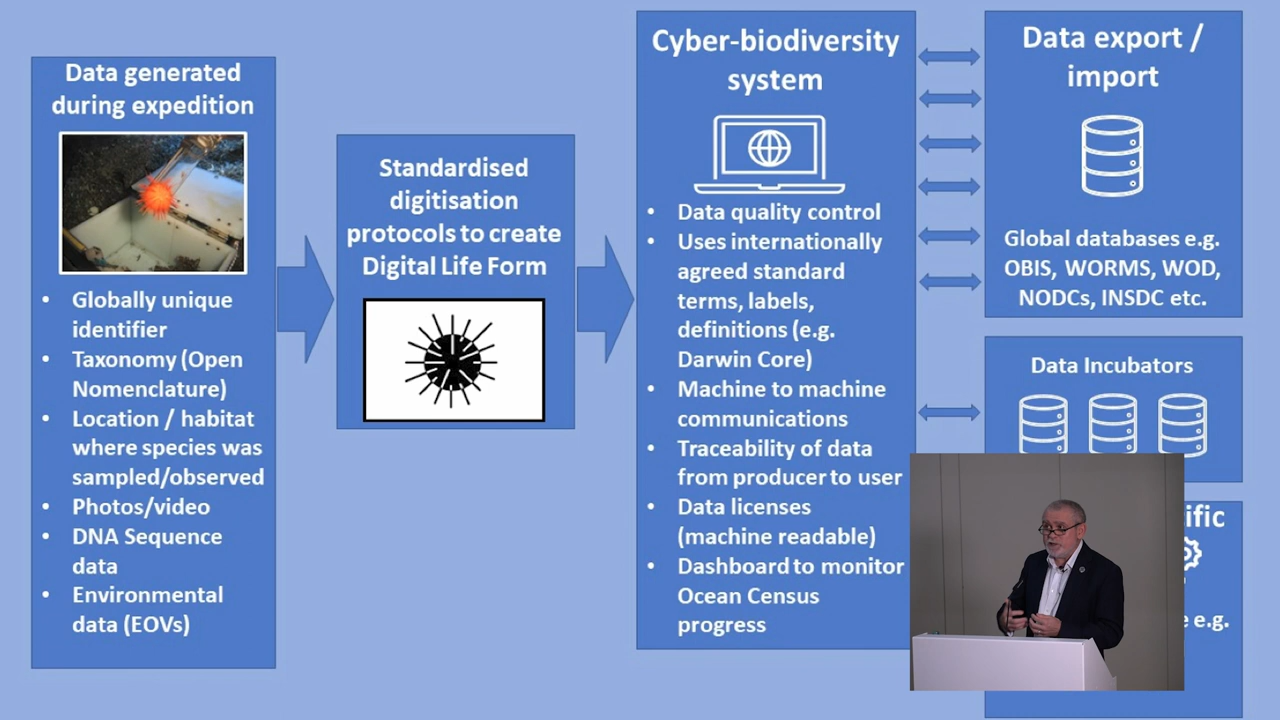 Data generated
during expedition
• Globally unique
identifier
• Taxonomy (Open
Nomenclature)
• Location / habitat
where species was
sampled/observed
• Photos/video
• DNA Sequence
data
• Environmental
data (EOVs)
Standardised
digitisation
protocols to create
Digital Life Form
Cyber-biodiversity
system
• Data quality control
• Uses internationally
agreed standard
terms, labels,
definitions (e.g.
Darwin Core)
• Machine to machine
communications
• Traceability of data
from producer to user
• Data licenses
(machine readable)
• Dashboard to monitor
Ocean Census
progress
Data export /
import
Global databases e.g.
OBIS, WORMS, WOD,
NODCs, INSDC etc.
Data Incubators
e.g.